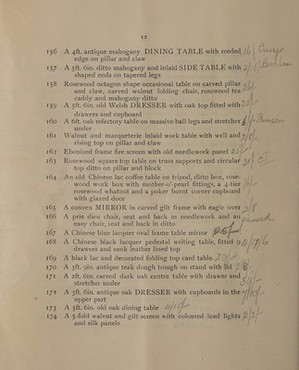 12
156 A 4ft. antique mahogany DINING TABLE with reeded
edge on pillar and claw
157 A 5ft. 6in. ditto mahogany and inlaid SIDE TABLE with
shaped ends on tapered legs
158 Rosewood octagon shape occasional table on carved pillar
and claw, carved walnut folding chair, rosewood tea
caddy and mahogany ditto
159 A 5ft. 6in. old Welsh DRESSER with oak top fitted with
drawers and cupboard
160 A 6ft. oak refectory table on massive ball legs and stretcher
under
161 Walnut and marqueterie inlaid work table with well and
rising top on pillar and claw
162 Ebonized frame fire screen with old needlework panel
163 Rosewood square top table on truss supports and circular
top ditto on pillar and block
164 An old Chinese lac coffee table on tripod, ditto box, rose-
wood work box with mother-o'-pearl fittings, a 4-tier
rosewood whatnot and a poker burnt corner cupboard
with glazed door
165 A convex MIRROR in carved gilt frame with eagle over
166 A prie dieu chair, seat and back in needlework and an
easy chair, seat and back in ditto
167 A Chinese blue lacquer oval frame table mirror
168 A Chinese black lacquer pedestal writing table, fitted 9
drawers and sunk leather lined top
169 A black lac and decorated folding top card table
170 A 3ft. 9in. antique teak dough trough on stand with lid
171 A 2ft. 6in. carved dark oak centre table with drawer and
stretcher under
172 A 3ft. 6in. antique oak DRESSER with cupboards in the
upper part
173 A 5ft. 6in. old oak dining table
174 A 5-fold walnut and gilt screen with coloured lead lights
and silk panels